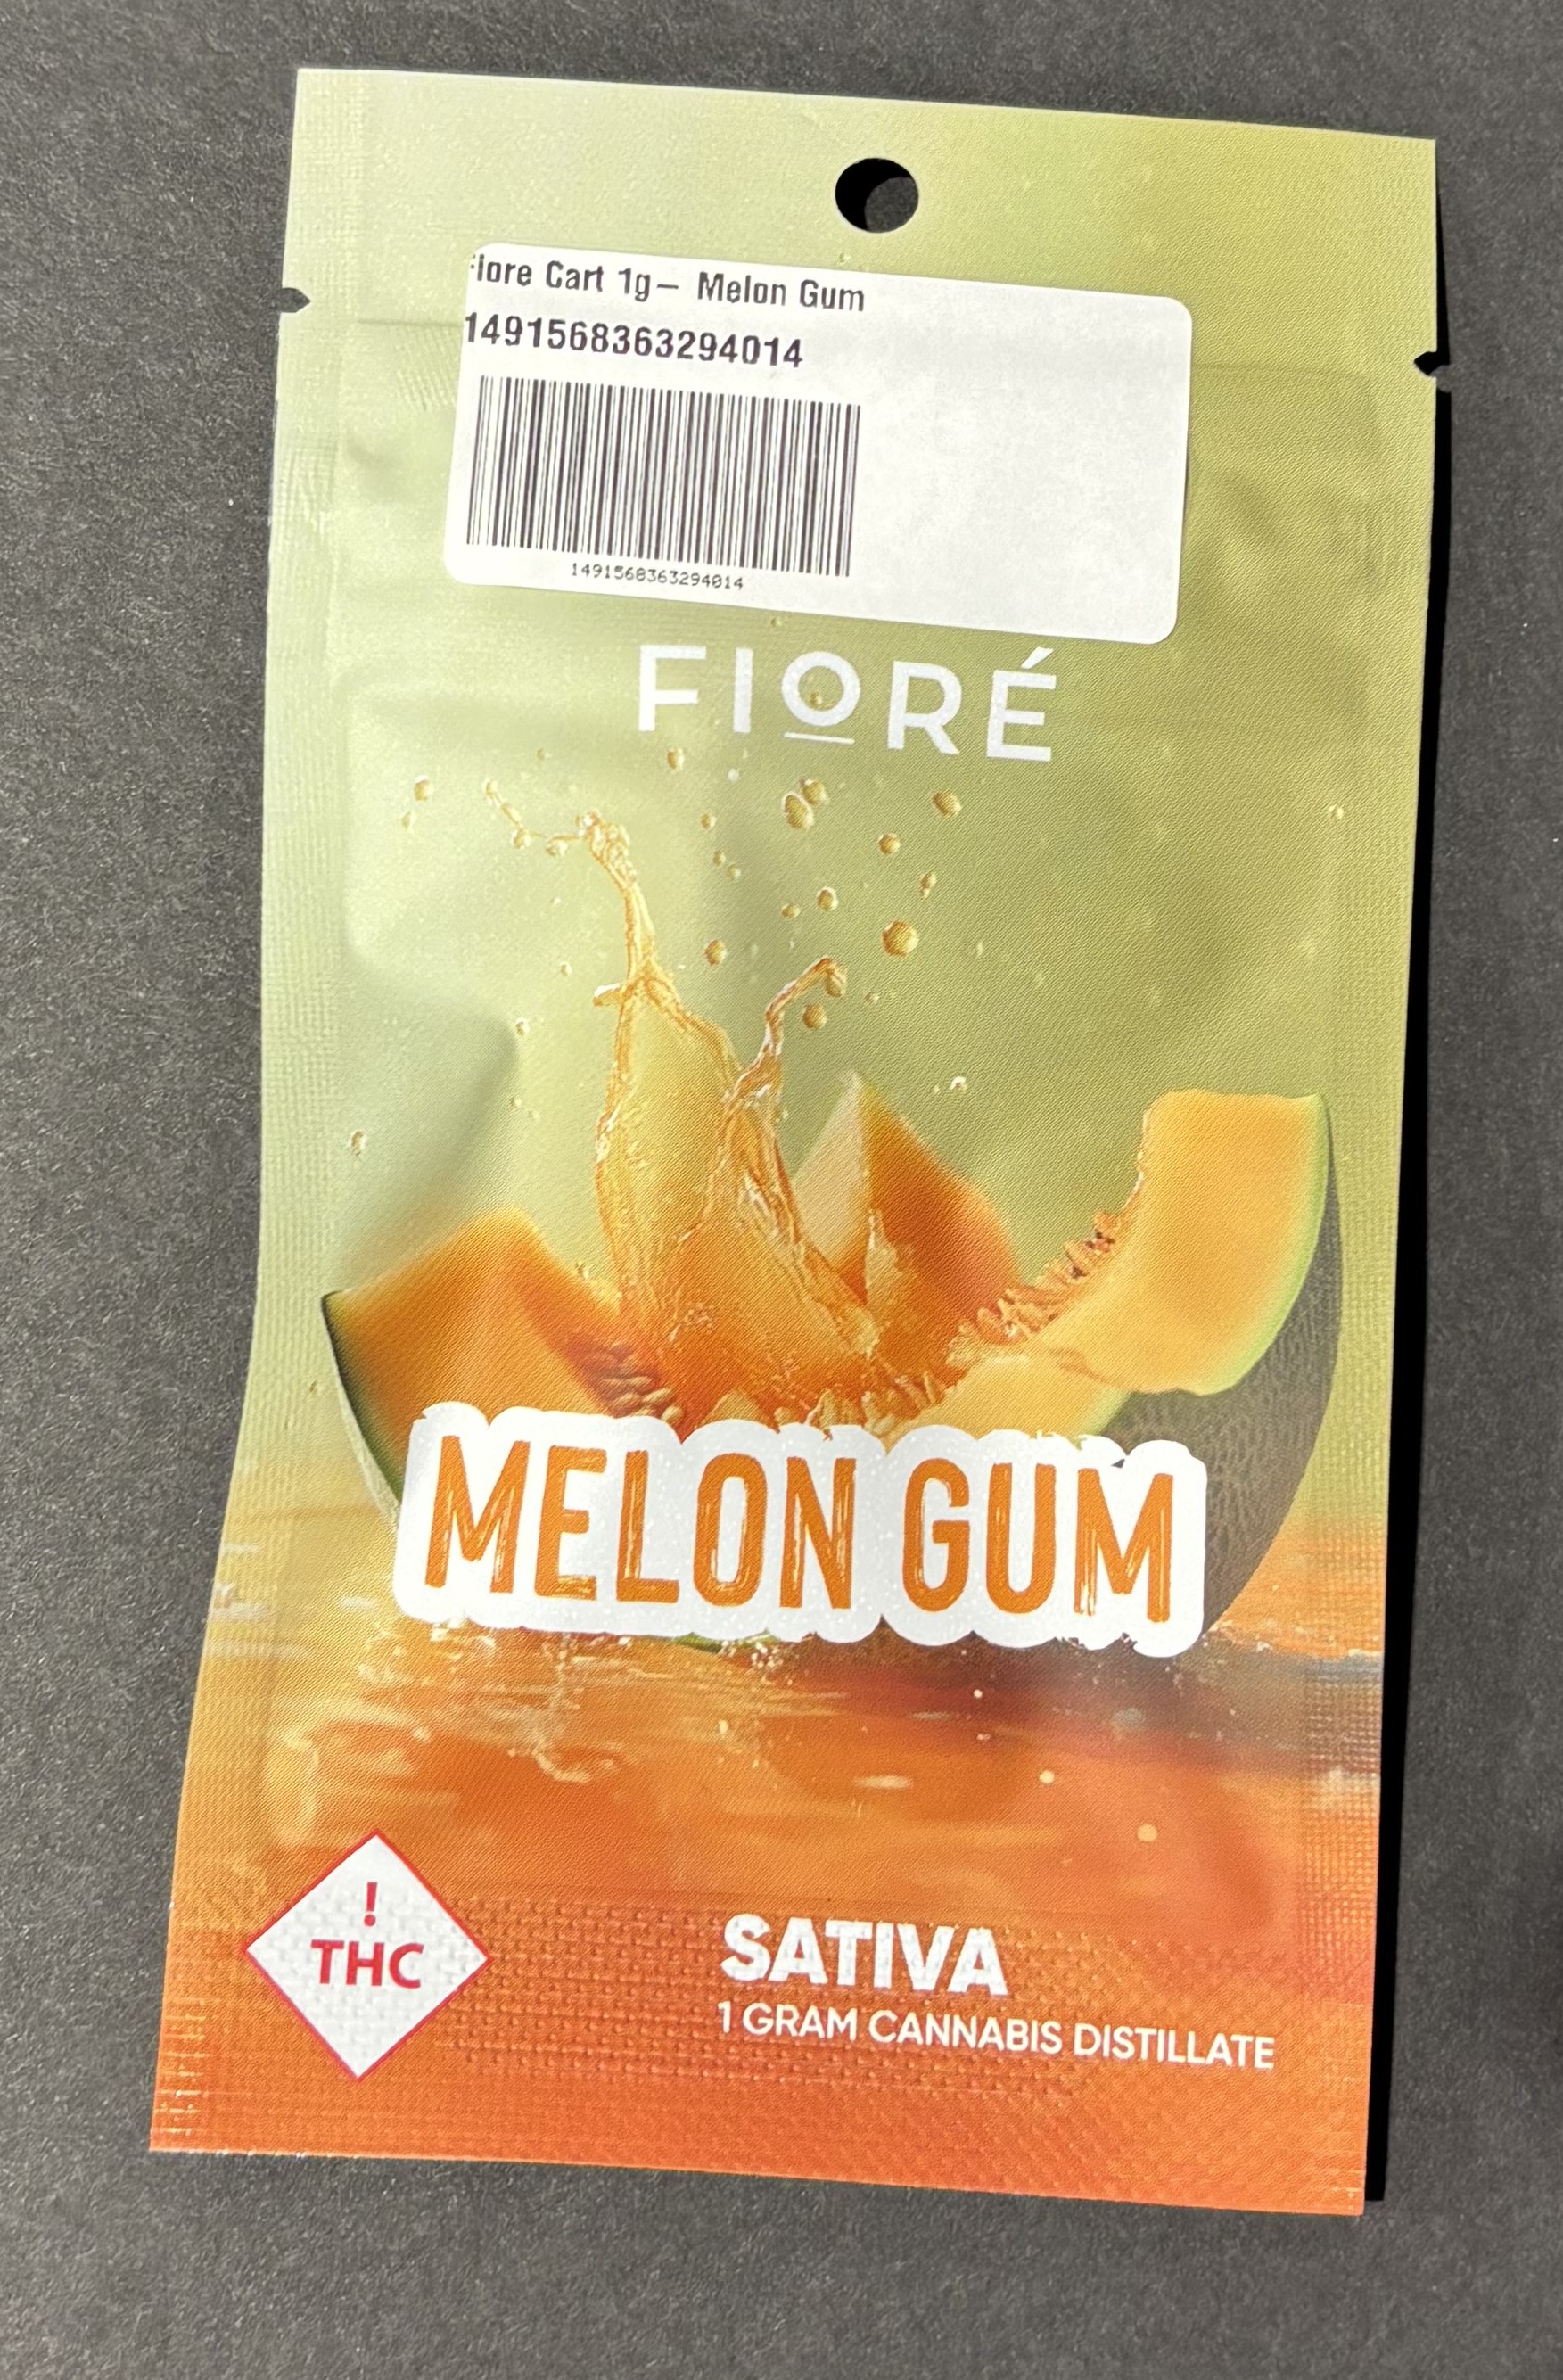 Fiore Cart 1g— Melon Gum
1491568363294014
1491568363294014
FIORÉ
MELON GUM
!
THC
SATIVA
1 GRAM CANNABIS DISTILLATE